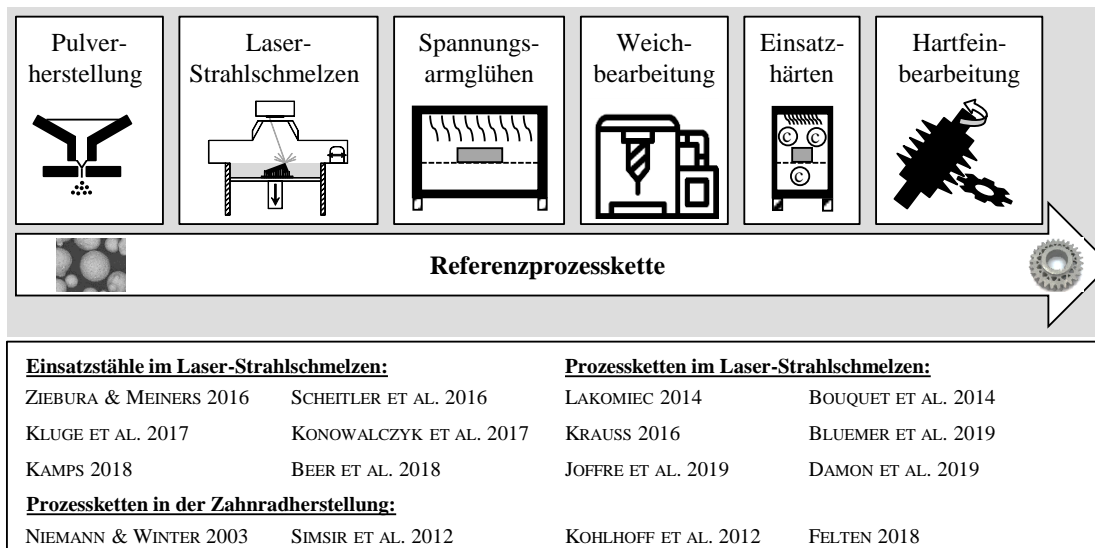 Pulver-
herstellung
Laser-
Strahlschmelzen
Spannungs-
armglühen
Weich-
bearbeitung
Einsatz-
härten
C C
C
Hartfein-
bearbeitung
Referenzprozesskette
Einsatzstähle im Laser-Strahlschmelzen:
ZIEBURA & MEINERS 2016 SCHEITLER ET AL. 2016
KLUGE ET AL. 2017 KONOWALCZYK ET AL. 2017
KAMPS 2018 BEER ET AL. 2018
Prozessketten im Laser-Strahlschmelzen:
LAKOMIEC 2014 BOUQUET ET AL. 2014
KRAUSS 2016 BLUEMER ET AL. 2019
JOFFRE ET AL. 2019 DAMON ET AL. 2019
Prozessketten in der Zahnradherstellung:
NIEMANN & WINTER 2003 SIMSIR ET AL. 2012 KOHLHOFF ET AL. 2012 FELTEN 2018